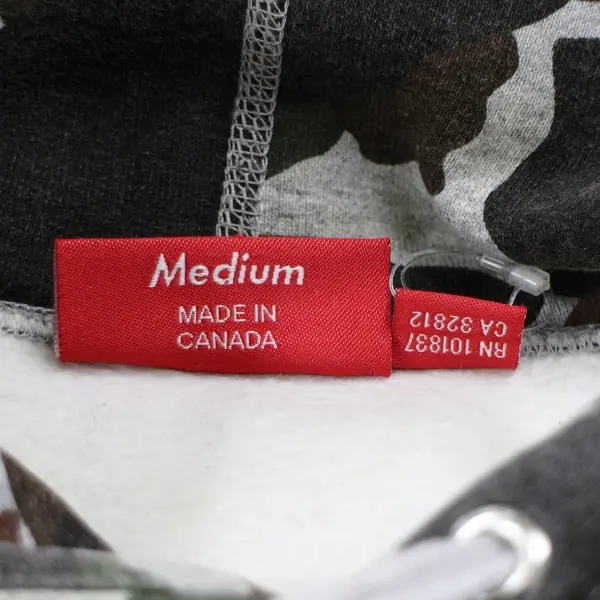 Medium
MADE IN
CANADA
RN 101837
CA 32812